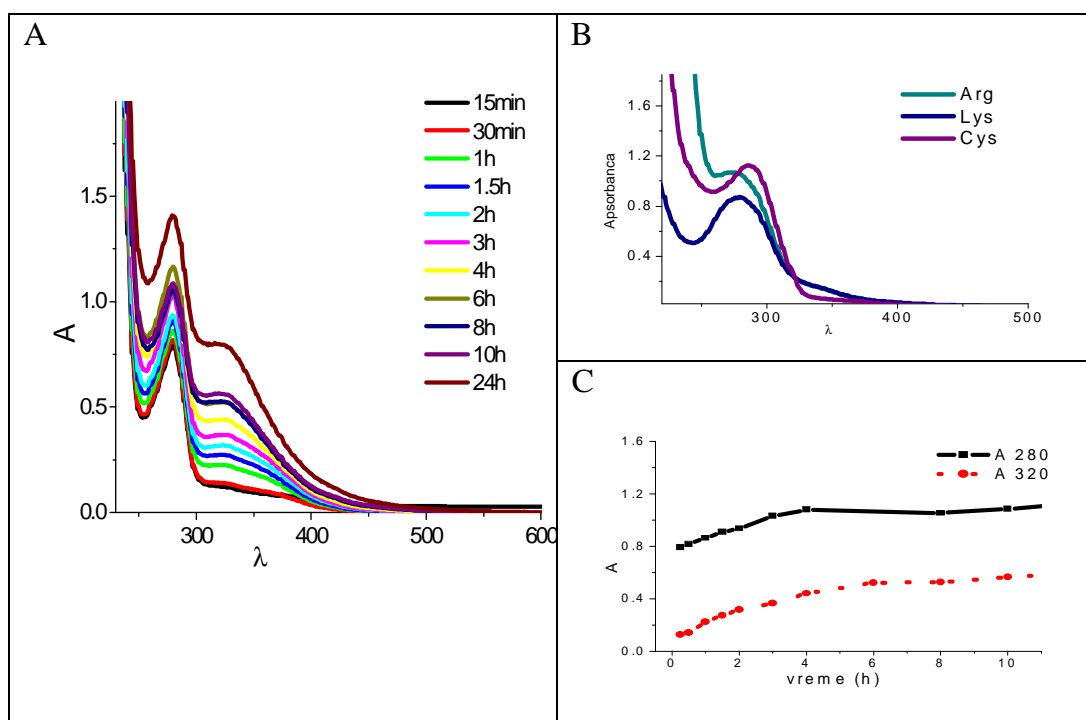 A
15min
30min
1h
1.5h
2h
3h
4h
6h
8h
10h
24h
1.5
1.0
0.5
0.0
A
300
400
500
600
λ
B
Arg
Lys
Cys
1.6
1.2
0.8
0.4
Apsorbanca
300
400
500
λ
C
A 280
A 320
1.6
1.2
0.8
0.4
0.0
A
0
2
4
6
8
10
vreme (h)